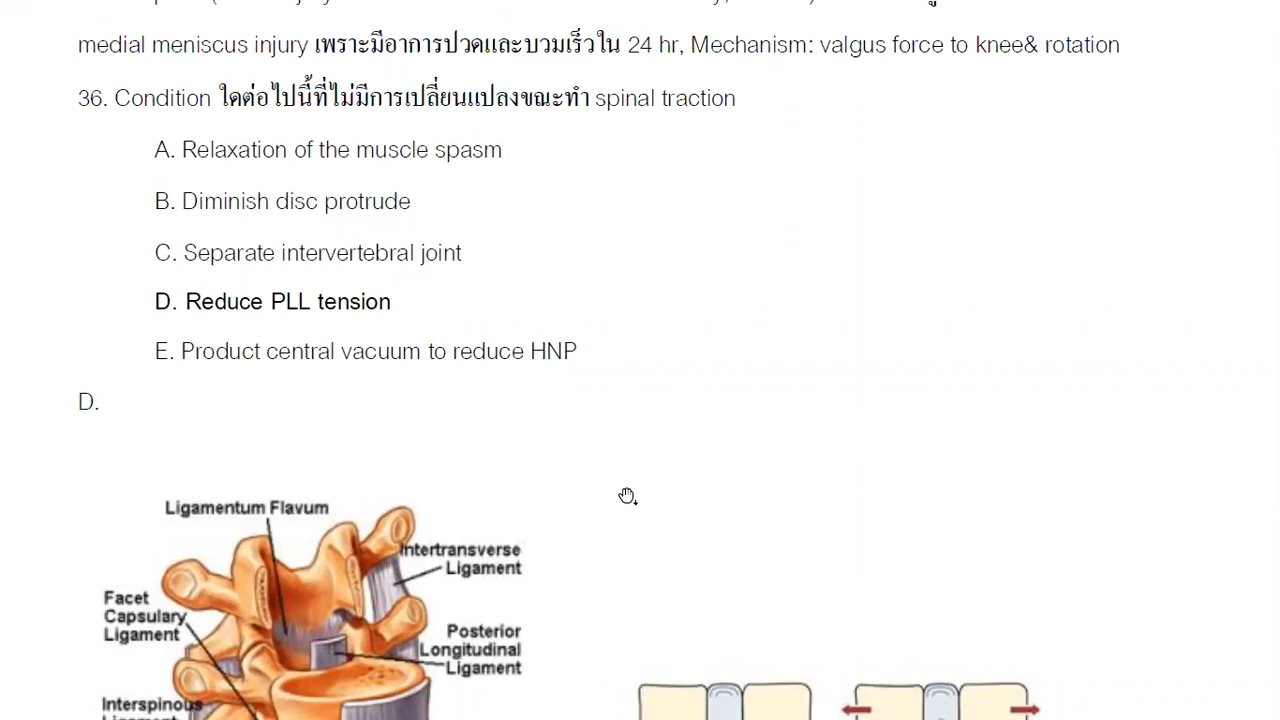 medial meniscus injury เพราะมีอาการปวดและบวมเร็วใน 24 hr, Mechanism: valgus force to knee& rotation
36. Condition ใดต่อไปนี้ที่ไม่มีการเปลี่ยนแปลงขณะทำ spinal traction
A. Relaxation of the muscle spasm
B. Diminish disc protrude
C. Separate intervertebral joint
D. Reduce PLL tension
E. Product central vacuum to reduce HNP
D.
Ligamentum Flavum
Intertransverse
Ligament
Facet
Capsulary
Ligament
Posterior
Longitudinal
Ligament
Interspinous